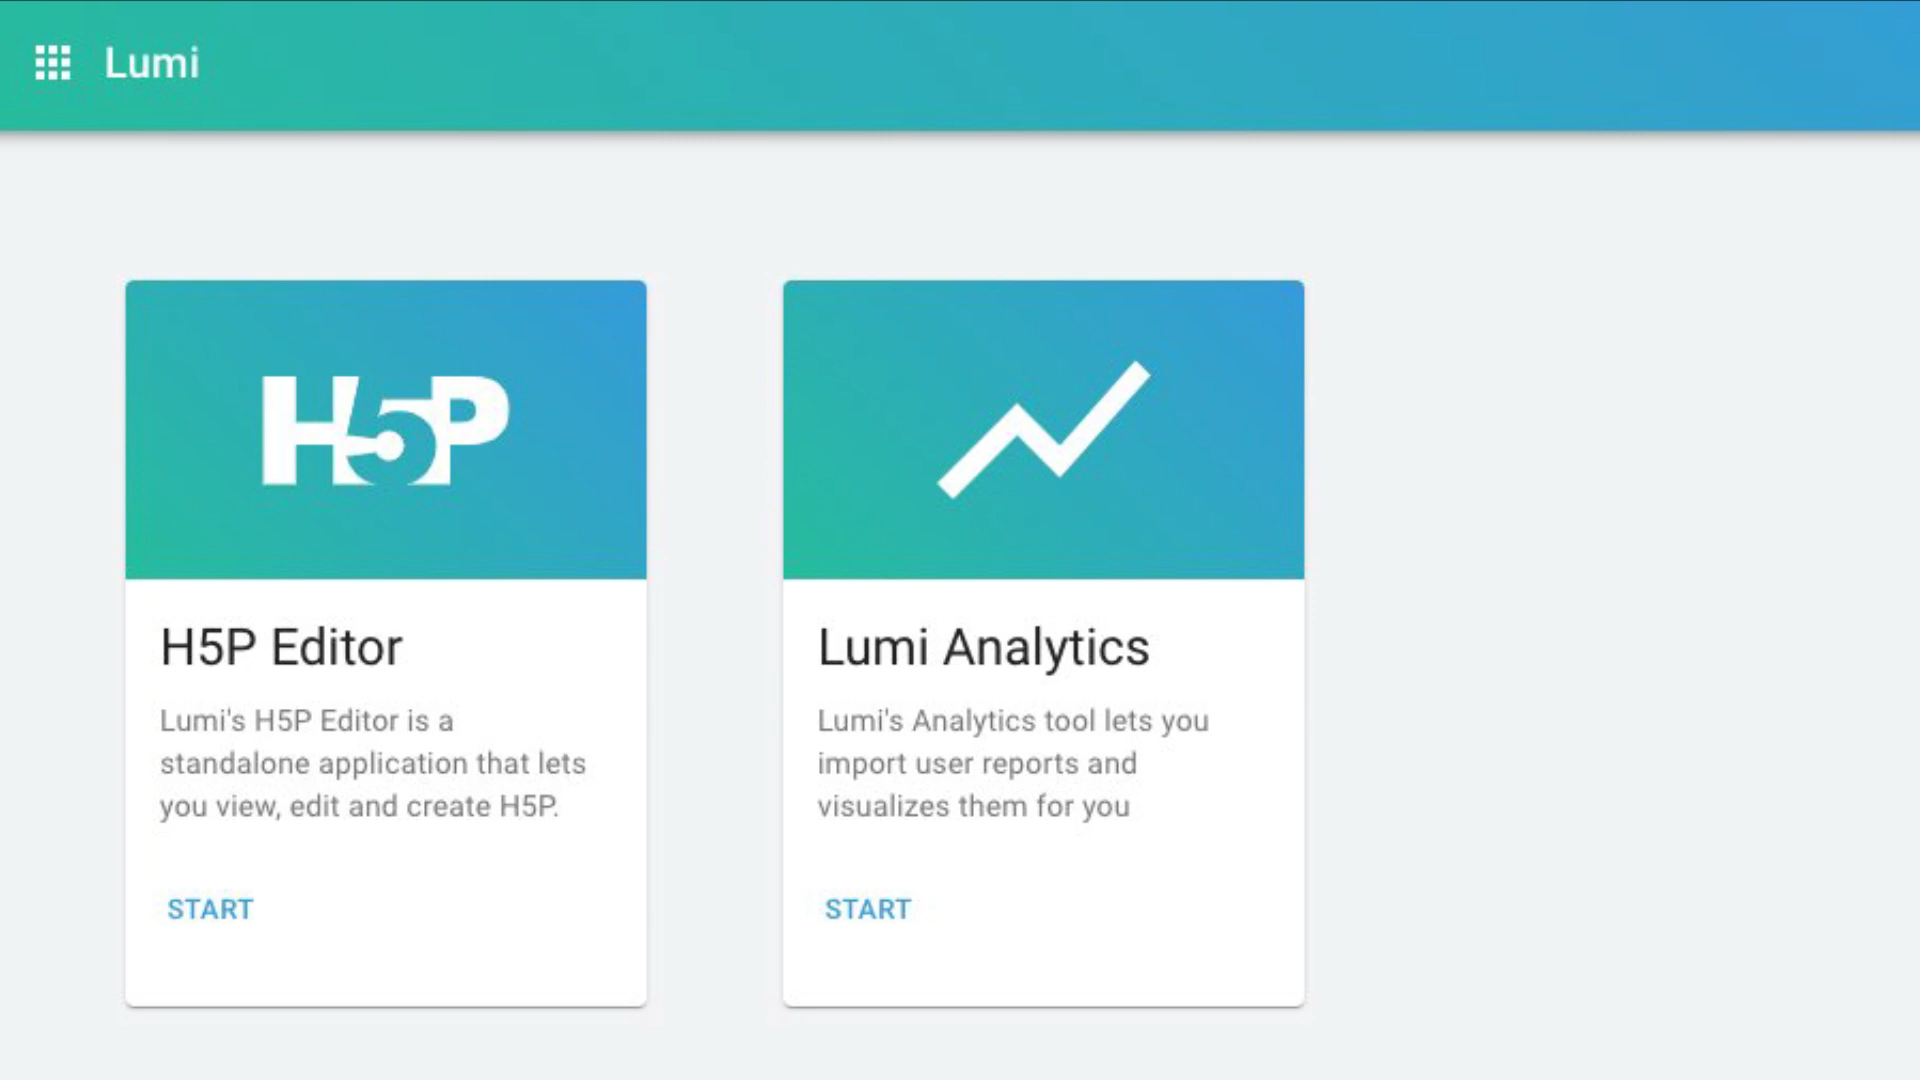 Lumi
H5P
H5P Editor
Lumi's H5P Editor is a
standalone application that lets
you view, edit and create H5P.
START
Lumi Analytics
Lumi's Analytics tool lets you
import user reports and
visualizes them for you
START